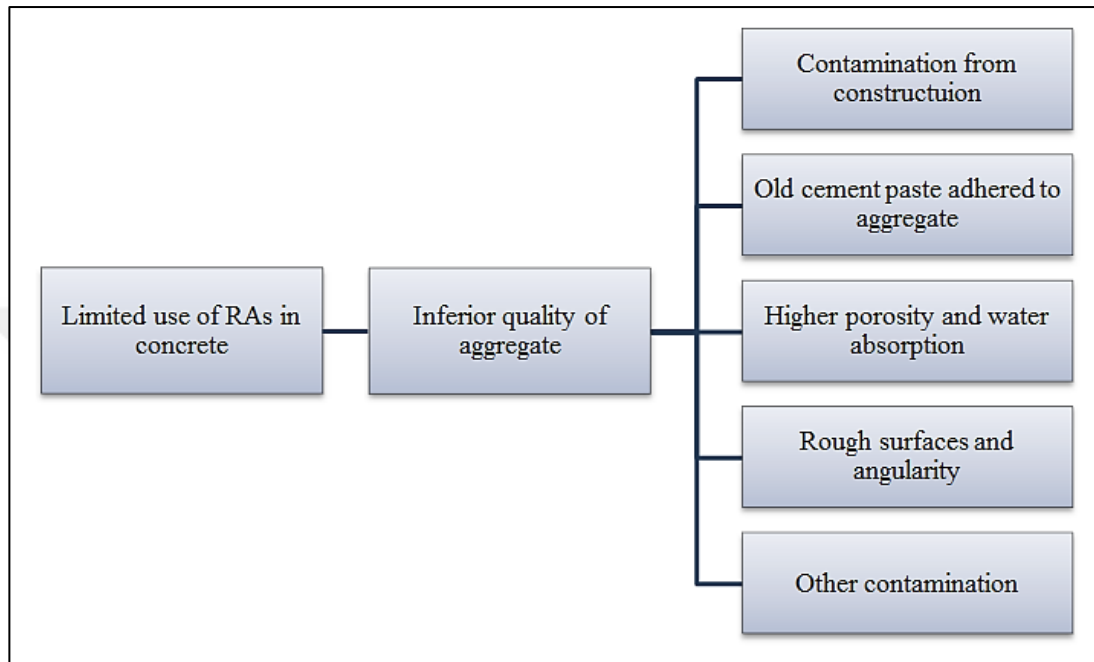 Limited use of RAs in
concrete
Inferior quality of
aggregate
Contamination from
constructuion
Old cement paste adhered to
aggregate
Higher porosity and water
absorption
Rough surfaces and
angularity
Other contamination